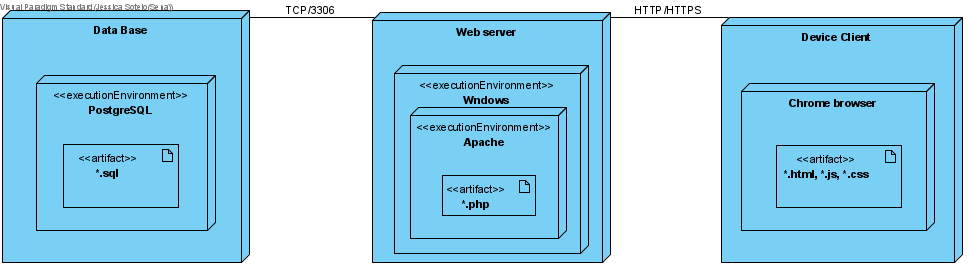 Visual Paradigm Standard(Jessica Sotelo(Sena))
TCP/3306
HTTP/HTTPS
Data Base
<<executionEnvironment>>
PostgreSQL
<<artifact>>
*.sql
Web server
<<executionEnvironment>>
Wndows
<<executionEnvironment>>
Apache
<<artifact>>
*.php
Device Client
Chrome browser
<<artifact>>
*.html, *.js, *.css